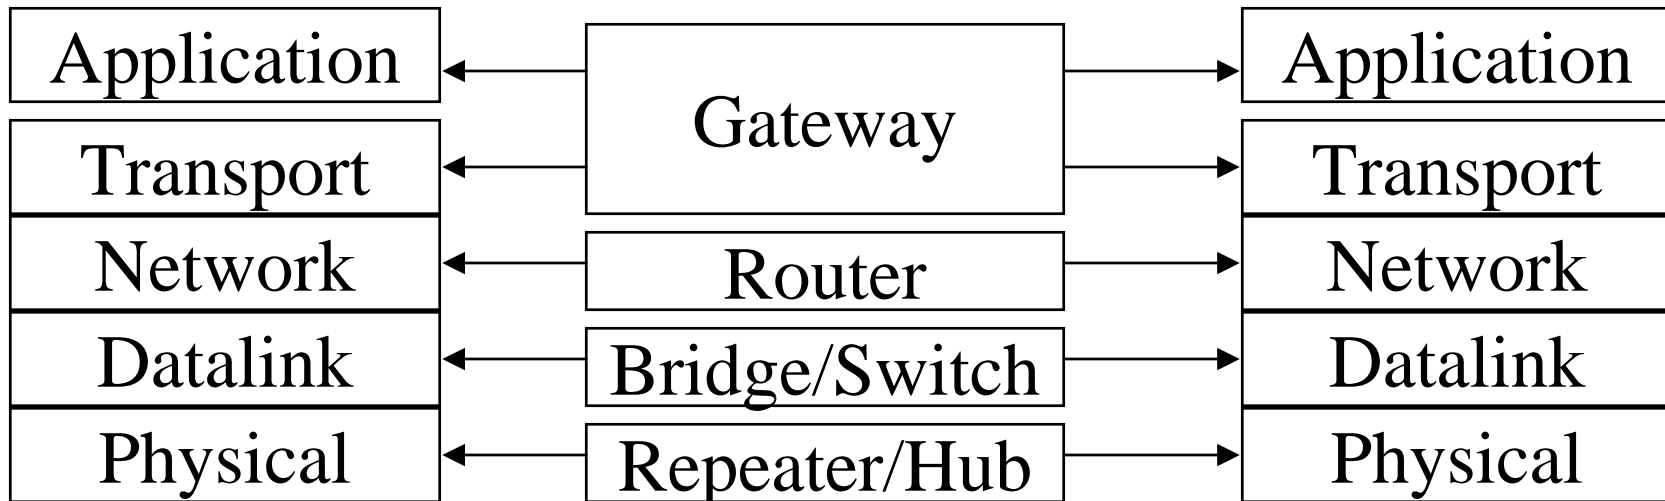 Application
Gateway
Application
Transport
Transport
Network
Router
Network
Datalink
Bridge/Switch
Datalink
Physical
Repeater/Hub
Physical